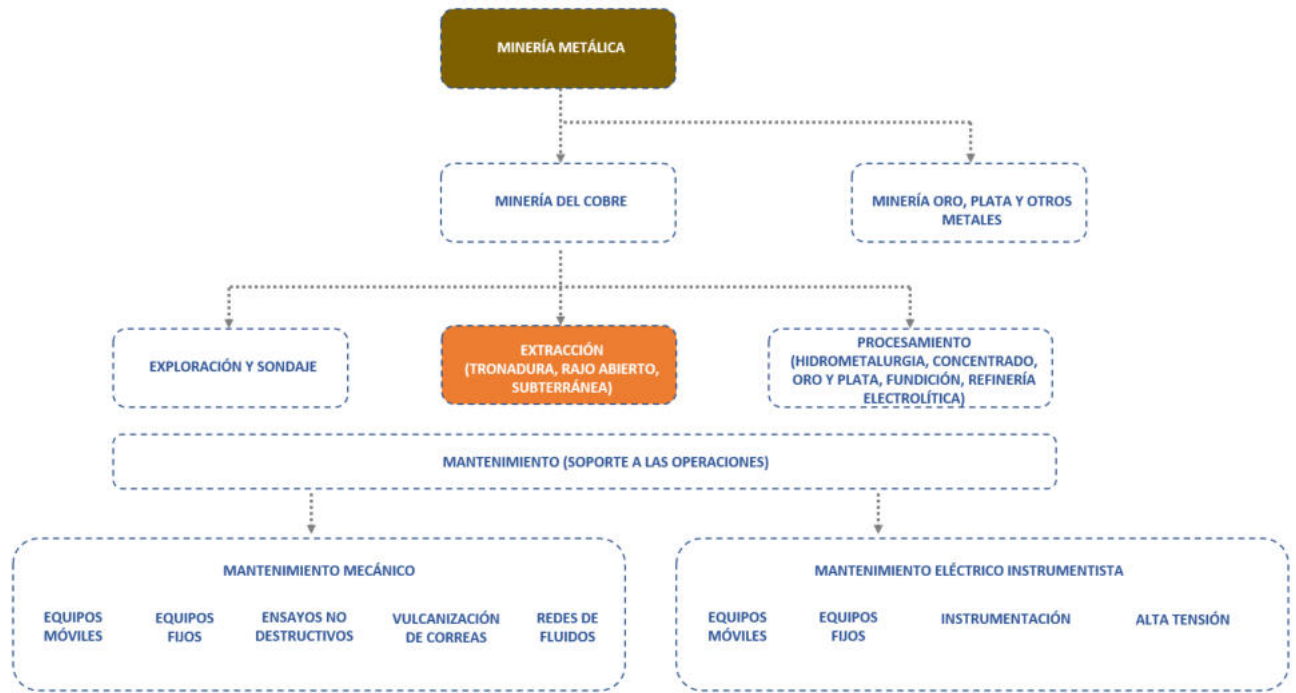 MINERÍA METÁLICA
MINERÍA DEL COBRE
MINERÍA ORO, PLATA Y OTROS
METALES
EXPLORACIÓN Y SONDAJE
EXTRACCIÓN
(TRONADURA, RAJO ABIERTO,
SUBTERRÁNEA)
PROCESAMIENTO
(HIDROMETALURGIA, CONCENTRADO,
ORO Y PLATA, FUNDICIÓN, REFINERÍA
ELECTROLÍTICA)
MANTENIMIENTO (SOPORTE A LAS OPERACIONES)
MANTENIMIENTO MECÁNICO
EQUIPOS
MÓVILES
EQUIPOS
FIJOS
ENSAYOS NO
DESTRUCTIVOS
VULCANIZACIÓN
DE CORREAS
REDES DE
FLUIDOS
MANTENIMIENTO ELÉCTRICO INSTRUMENTISTA
EQUIPOS
MÓVILES
EQUIPOS
FIJOS
INSTRUMENTACIÓN
ALTA TENSIÓN